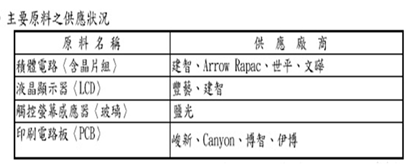 、主要原料之供應狀況
原料名稱 供應廠商
積體電路〈含晶片組〉 建智、Arrow Rapac、世平、文曄
液晶顯示器〈LCD〉 豐藝、建智
觸控螢幕感應器〈玻璃〉 鹽光
印刷電路板〈PCB〉 峻新、Canyon、博智、伊博